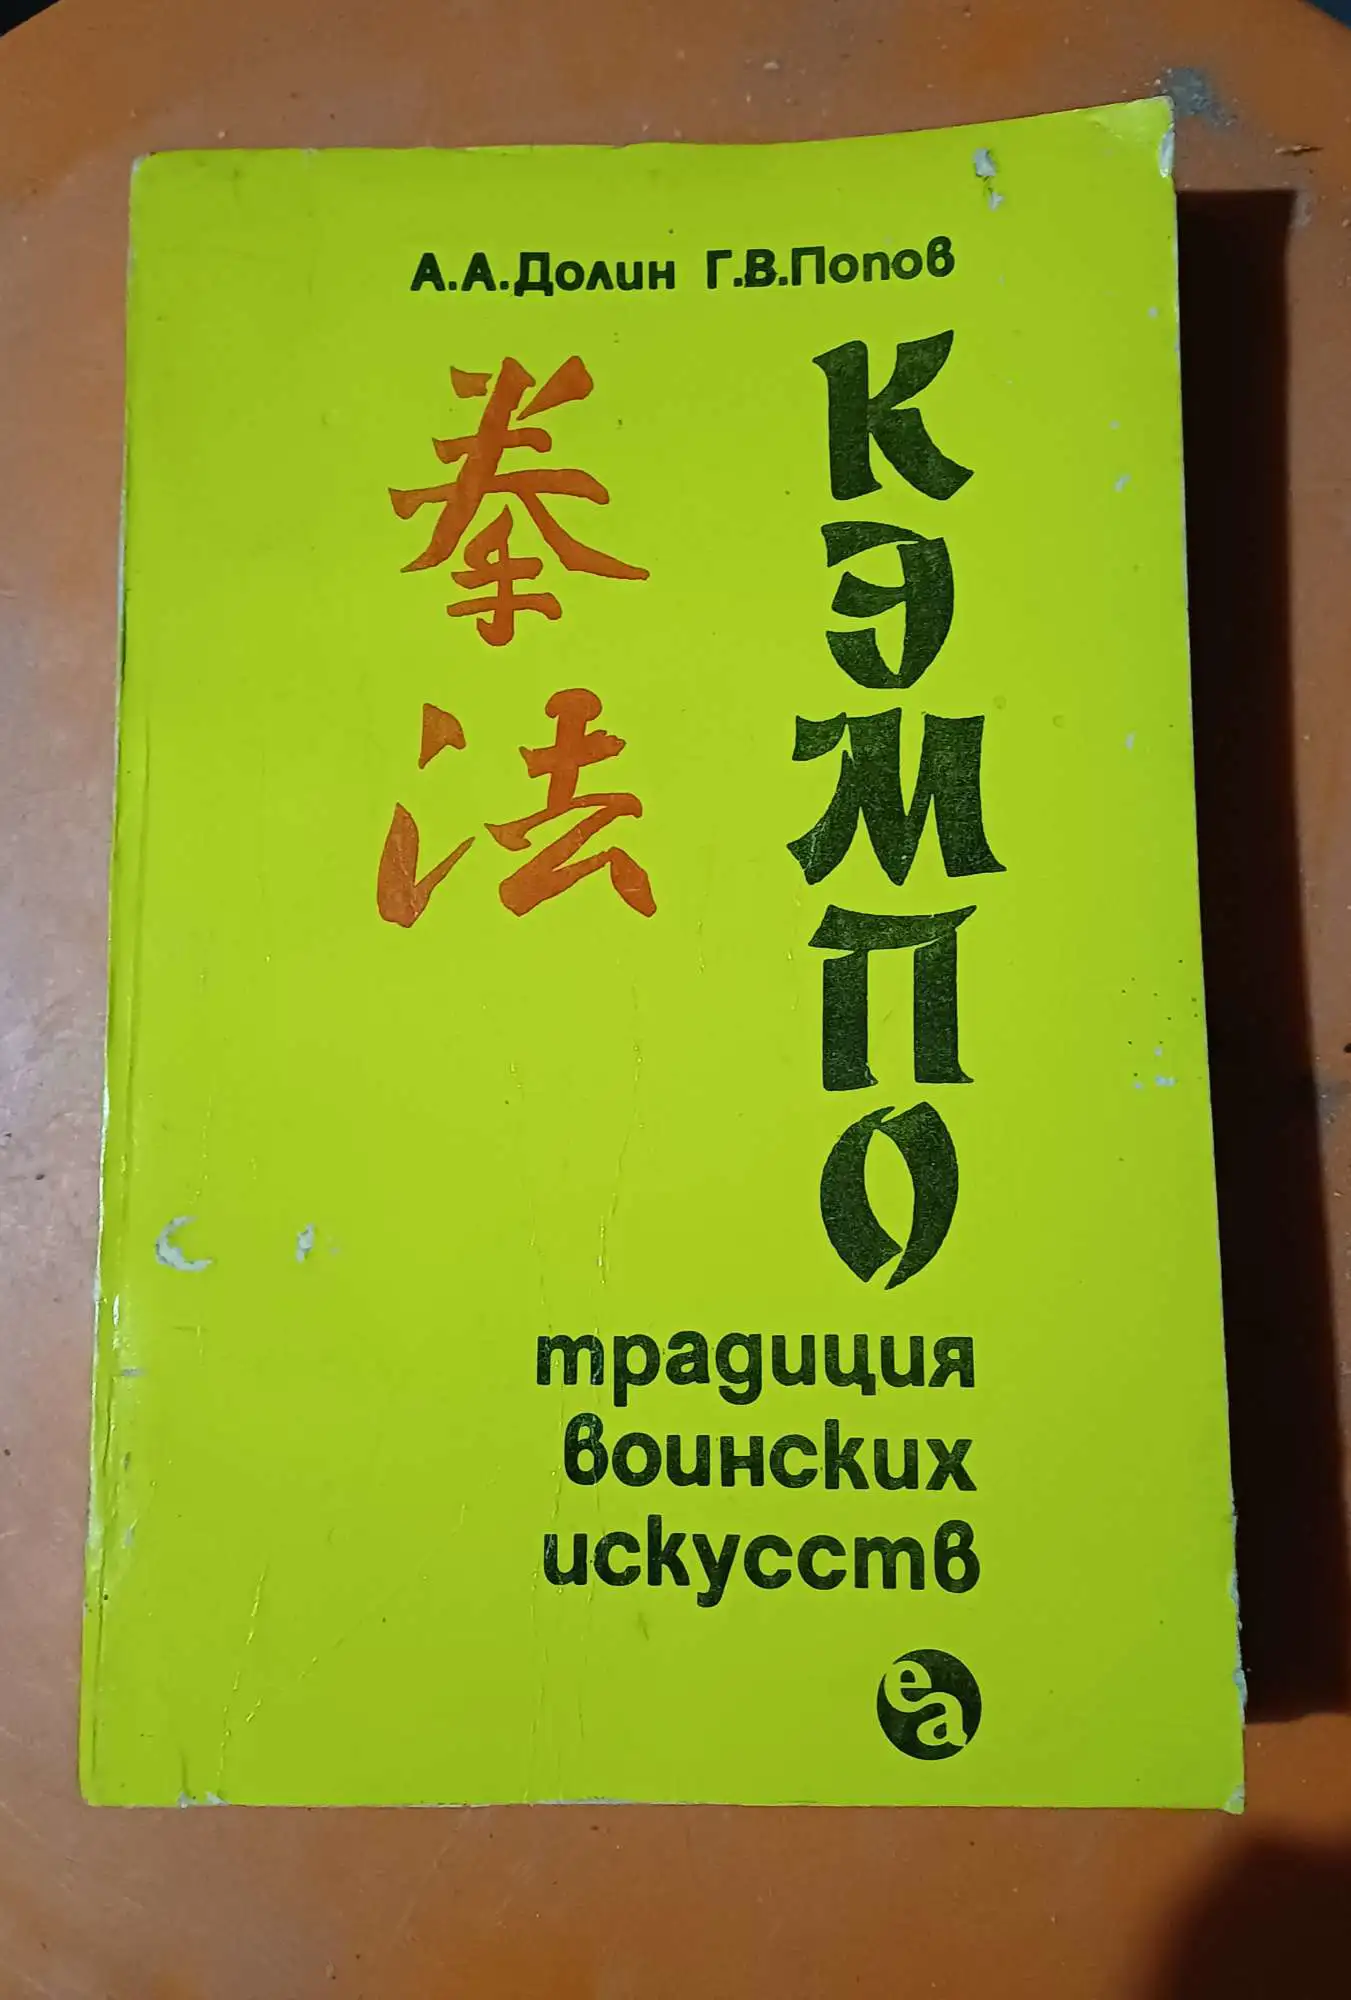 А.А.Долин Г.В.Попов
拳法
КЭМПО
традиция
воинских
искусств
еа